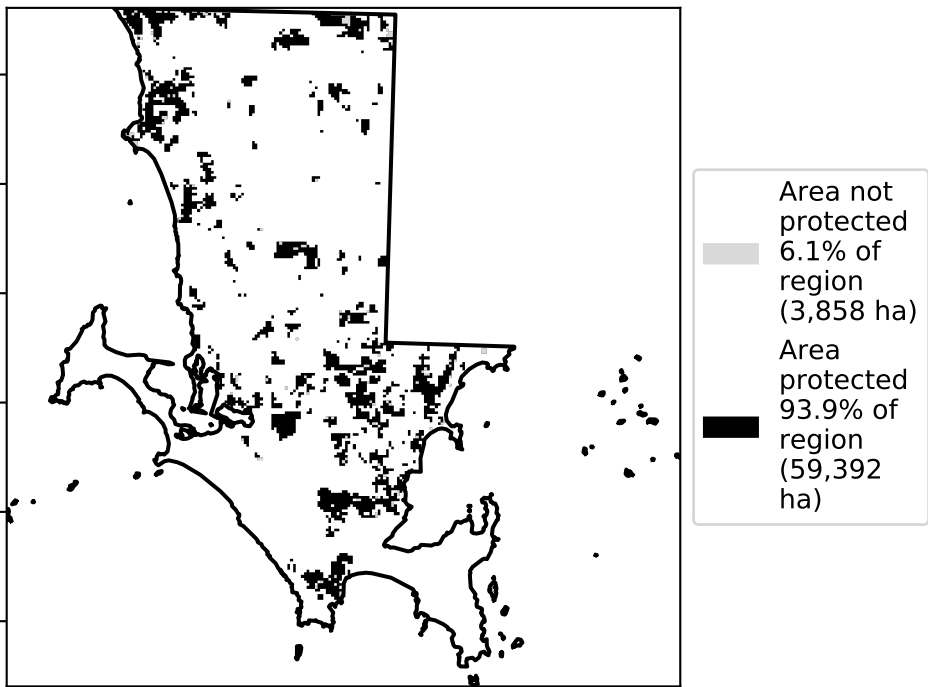 Area not
protected
6.1% of
region
(3,858 ha)
Area
protected
93.9% of
region
(59,392
ha)